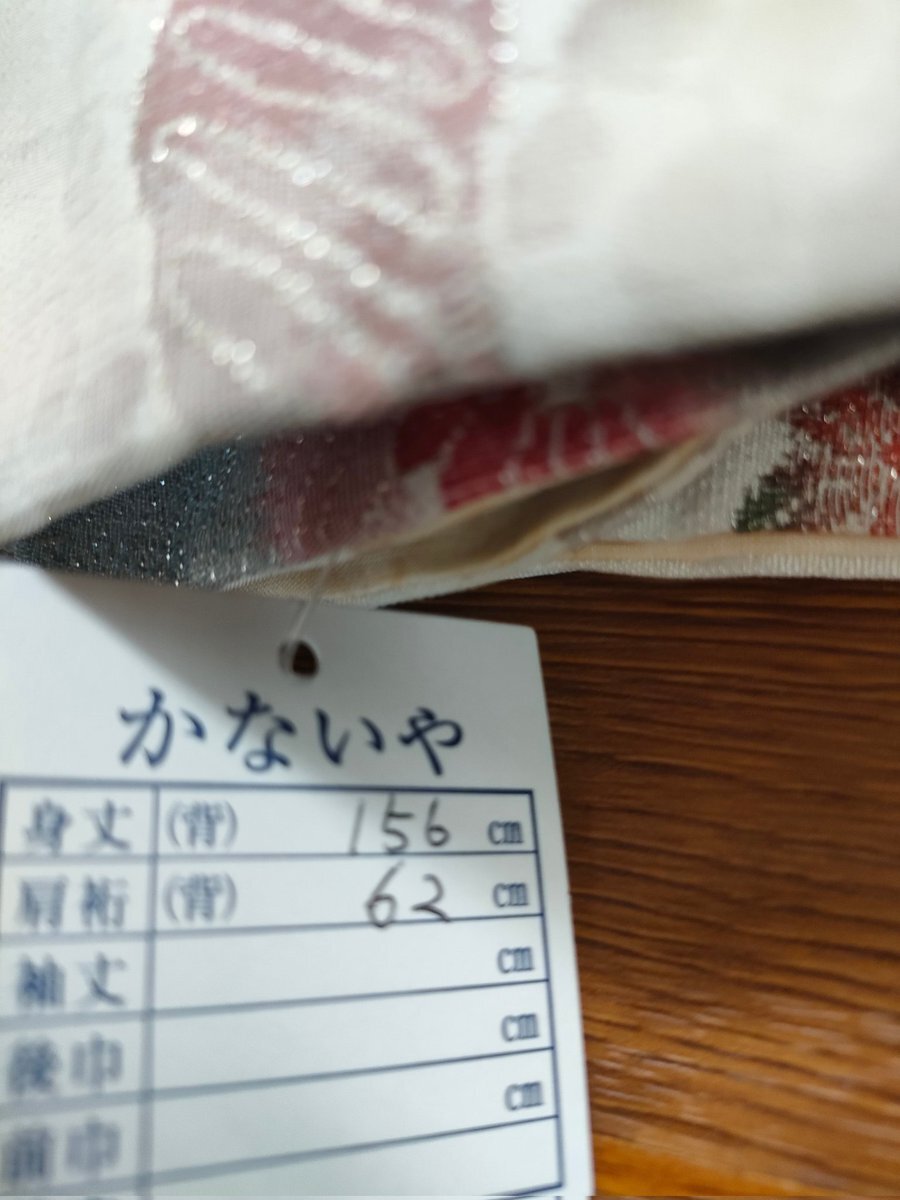 かないや
身丈 (背) 156 cm
肩裄 (背) 62 cm
袖丈 cm
後巾 cm
前巾 cm